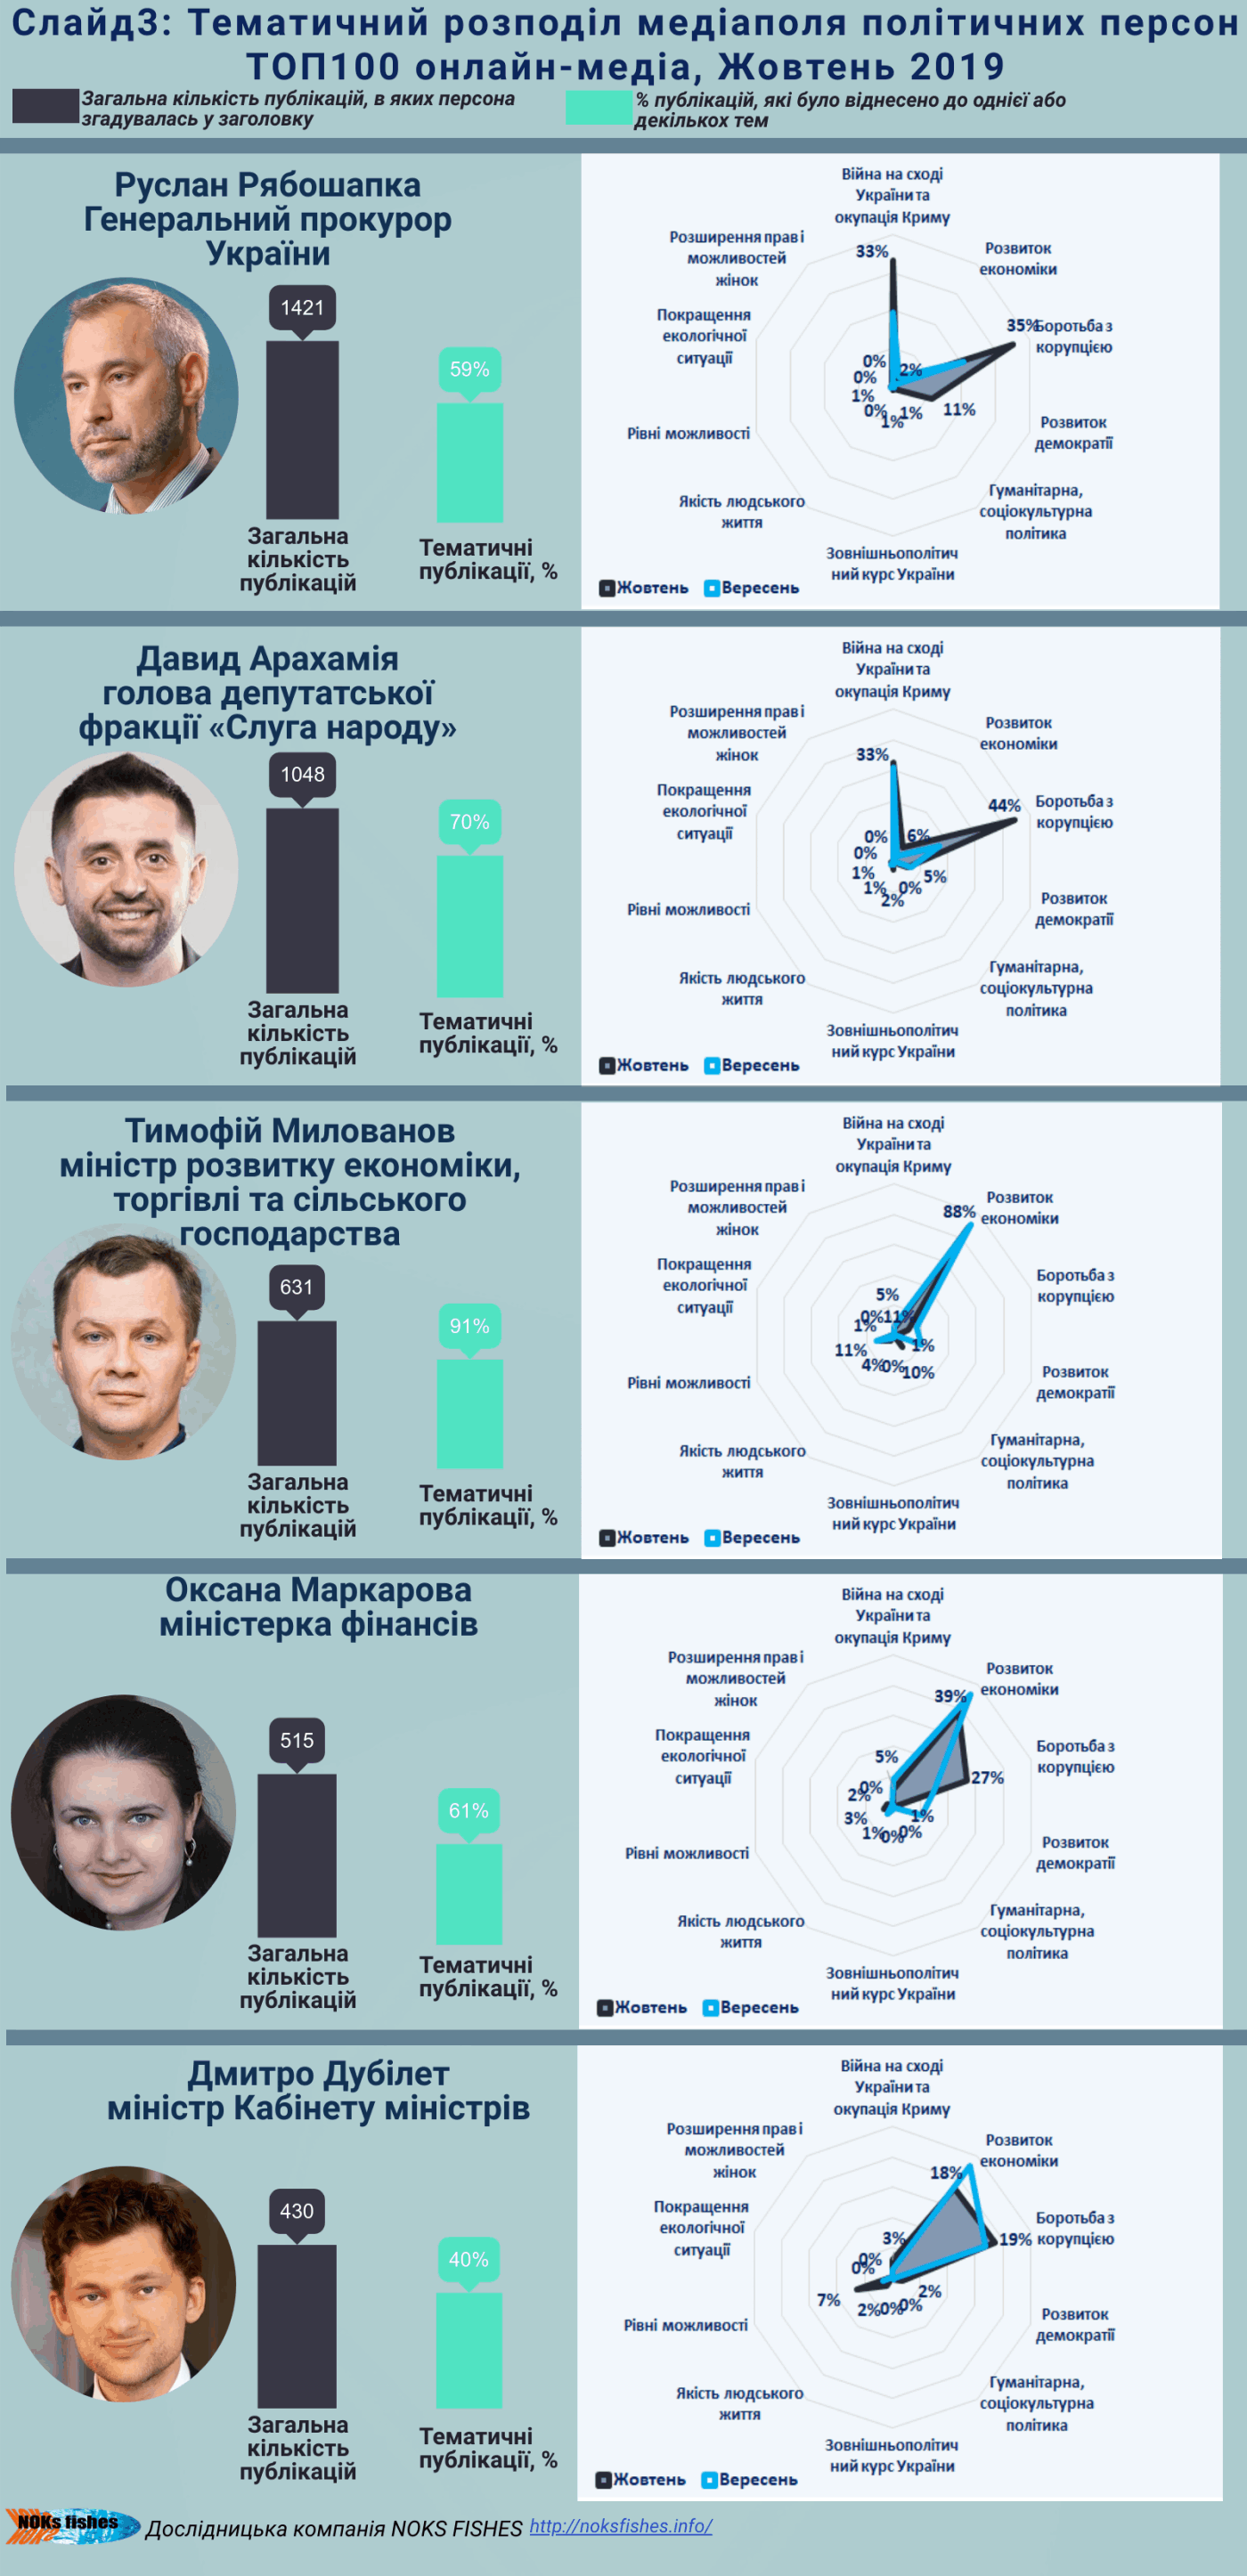 Слайд3: Тематичний розподіл медіаполя політичних персон
ТОП100 онлайн-медіа, Жовтень 2019
Загальна кількість публікацій, в яких персона
згадувалась у заголовку
% публікацій, які було віднесено до однієї або
декількох тем
Руслан Рябошапка
Генеральний прокурор
України
1421
59%
Загальна
кількість
публікацій
Тематичні
публікації, %
Війна на сході
України та
окупація Криму
Розширення прав і
можливостей
жінок
33%
Розвиток
економіки
Покращення
екологічної
ситуації
35%
Боротьба з
корупцією
0%
2%
0%
1%
0%
1%
1%
11%
Рівні можливості
Розвиток
демократії
Якість людського
життя
Гуманітарна,
соціокультурна
політика
Зовнішньополітич
ний курс України
Жовтень
Вересень
Давид Арахамія
голова депутатської
фракції «Слуга народу»
1048
70%
Загальна
кількість
публікацій
Тематичні
публікації, %
Війна на сході
України та
окупація Криму
Розширення прав і
можливостей
жінок
33%
Розвиток
економіки
Покращення
екологічної
ситуації
44%
Боротьба з
корупцією
0%
6%
0%
1%
5%
1%
0%
2%
Рівні можливості
Розвиток
демократії
Якість людського
життя
Гуманітарна,
соціокультурна
політика
Зовнішньополітич
ний курс України
Жовтень
Вересень
Тимофій Милованов
міністр розвитку економіки,
торгівлі та сільського
господарства
631
91%
Загальна
кількість
публікацій
Тематичні
публікації, %
Війна на сході
України та
окупація Криму
Розширення прав і
можливостей
жінок
88%
Розвиток
економіки
Покращення
екологічної
ситуації
Боротьба з
корупцією
5%
0%
11%
1%
11%
1%
4%
0%
10%
Рівні можливості
Розвиток
демократії
Якість людського
життя
Гуманітарна,
соціокультурна
політика
Зовнішньополітич
ний курс України
Жовтень
Вересень
Оксана Маркарова
міністерка фінансів
515
61%
Загальна
кількість
публікацій
Тематичні
публікації, %
Війна на сході
України та
окупація Криму
Розширення прав і
можливостей
жінок
39%
Розвиток
економіки
Покращення
екологічної
ситуації
Боротьба з
корупцією
5%
27%
0%
2%
3%
1%
1%
0%
0%
Рівні можливості
Розвиток
демократії
Якість людського
життя
Гуманітарна,
соціокультурна
політика
Зовнішньополітич
ний курс України
Жовтень
Вересень
Дмитро Дубілет
міністр Кабінету міністрів
430
40%
Загальна
кількість
публікацій
Тематичні
публікації, %
Війна на сході
України та
окупація Криму
Розширення прав і
можливостей
жінок
18%
Розвиток
економіки
Покращення
екологічної
ситуації
19%
Боротьба з
корупцією
3%
0%
0%
7%
2%
2%
0%
0%
Рівні можливості
Розвиток
демократії
Якість людського
життя
Гуманітарна,
соціокультурна
політика
Зовнішньополітич
ний курс України
Жовтень
Вересень
NOKs fishes
NOKs
Дослідницька компанія NOKS FISHES http://noksfishes.info/